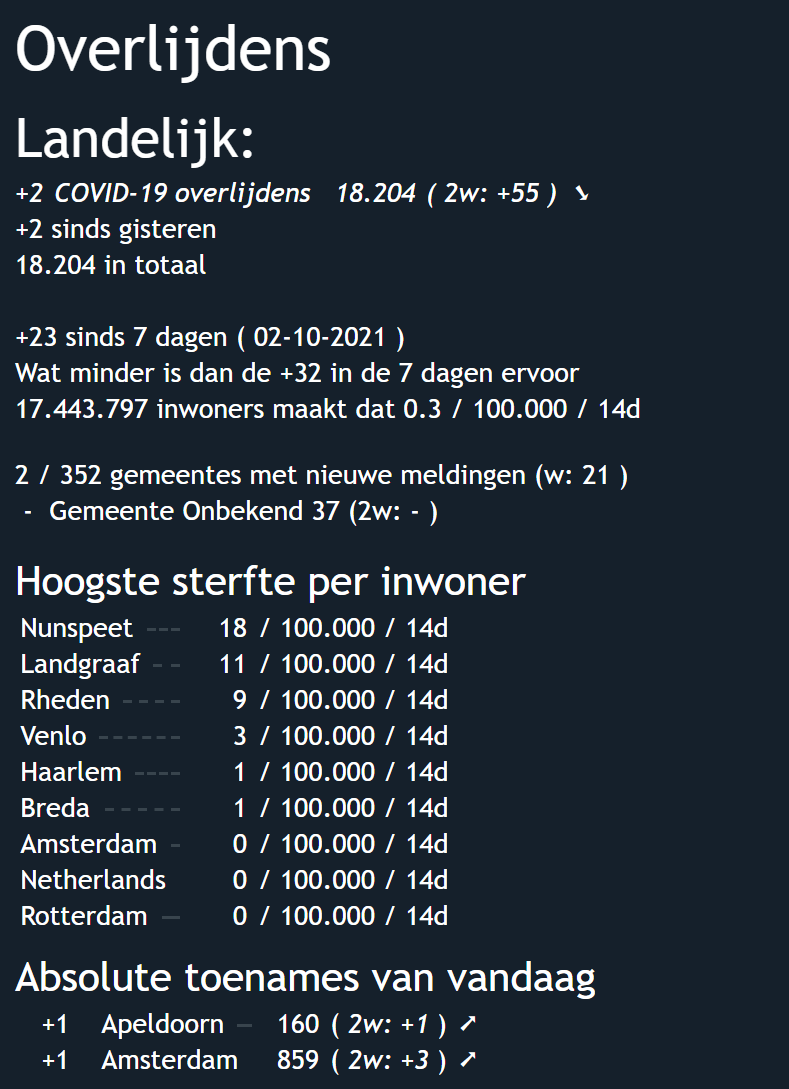 Overlijdens
Landelijk:
+2 COVID-19 overlijdens 18.204 ( 2w: +55 ) ➘
+2 sinds gisteren
18.204 in totaal
+23 sinds 7 dagen ( 02-10-2021 )
Wat minder is dan de +32 in de 7 dagen ervoor
17.443.797 inwoners maakt dat 0.3 / 100.000 / 14d
2 / 352 gemeentes met nieuwe meldingen (w: 21 )
- Gemeente Onbekend 37 (2w: - )
Hoogste sterfte per inwoner
Nunspeet --- 18 / 100.000 / 14d
Landgraaf -- 11 / 100.000 / 14d
Rheden ---- 9 / 100.000 / 14d
Venlo ------ 3 / 100.000 / 14d
Haarlem ---- 1 / 100.000 / 14d
Breda ----- 1 / 100.000 / 14d
Amsterdam - 0 / 100.000 / 14d
Netherlands 0 / 100.000 / 14d
Rotterdam — 0 / 100.000 / 14d
Absolute toenames van vandaag
+1 Apeldoorn — 160 ( 2w: +1 ) ➚
+1 Amsterdam 859 ( 2w: +3 ) ➚